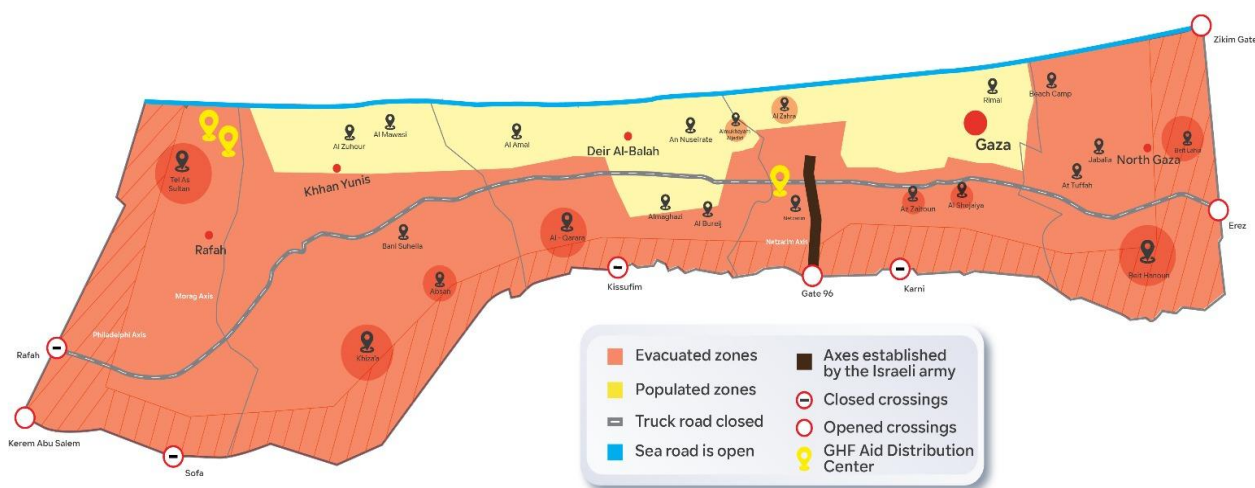 Zikim Gate
Beach Camp
Rimal
Al Zahra
Al Mawasi
Al Zuhour
Al Amal
An Nuseirate
Deir Al-Balah
Gaza
Jabalia
North Gaza
Beit Lahia
At Tuffah
Khhan Yunis
Tel As
Sultan
Almaghazi
Al Bureij
Netzarim
Az Zaitoun
Al Shejaiya
Erez
Rafah
Bani Suheila
Al - Qarara
Netzarim Axis
Beit Hanoun
Abasan
Kissufim
Gate 96
Karni
Morag Axis
Philadelphi Axis
Rafah
Khiza'a
Kerem Abu Salem
Sofa
Evacuated zones
Populated zones
Truck road closed
Sea road is open
Axes established
by the Israeli army
Closed crossings
Opened crossings
GHF Aid Distribution
Center